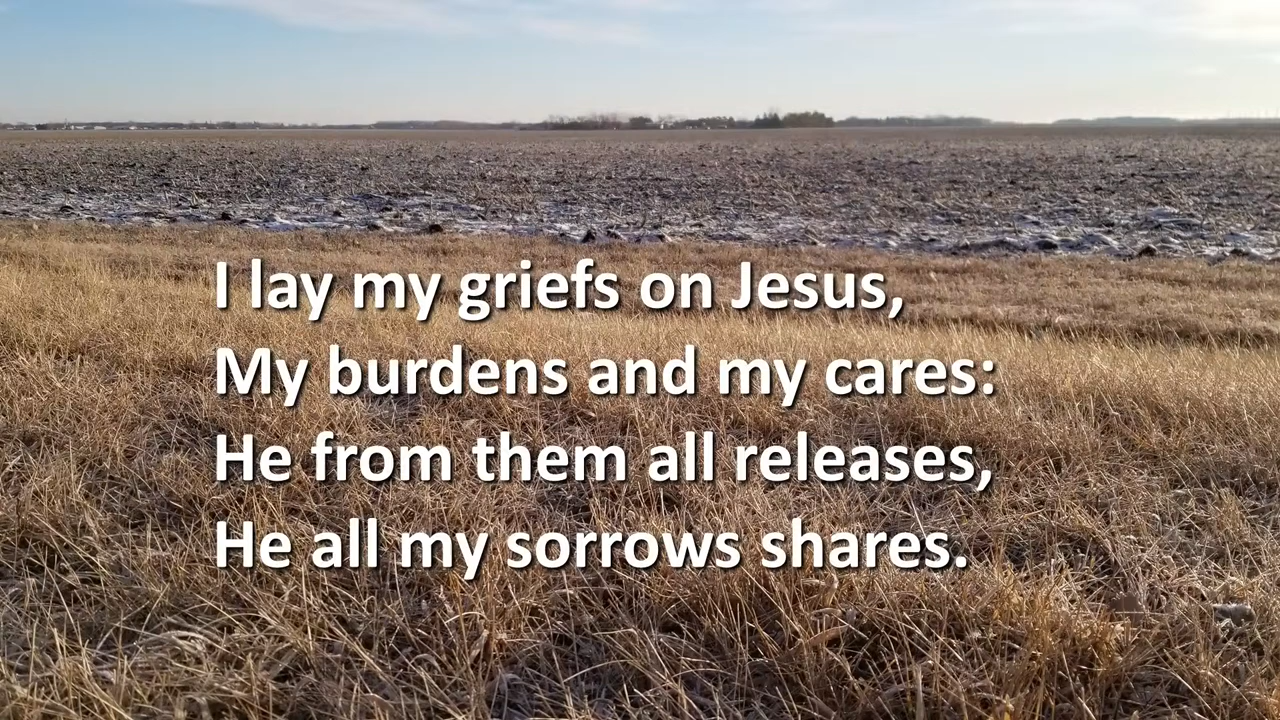 I lay my griefs on Jesus,
My burdens and my cares:
He from them all releases,
He all my sorrows shares.